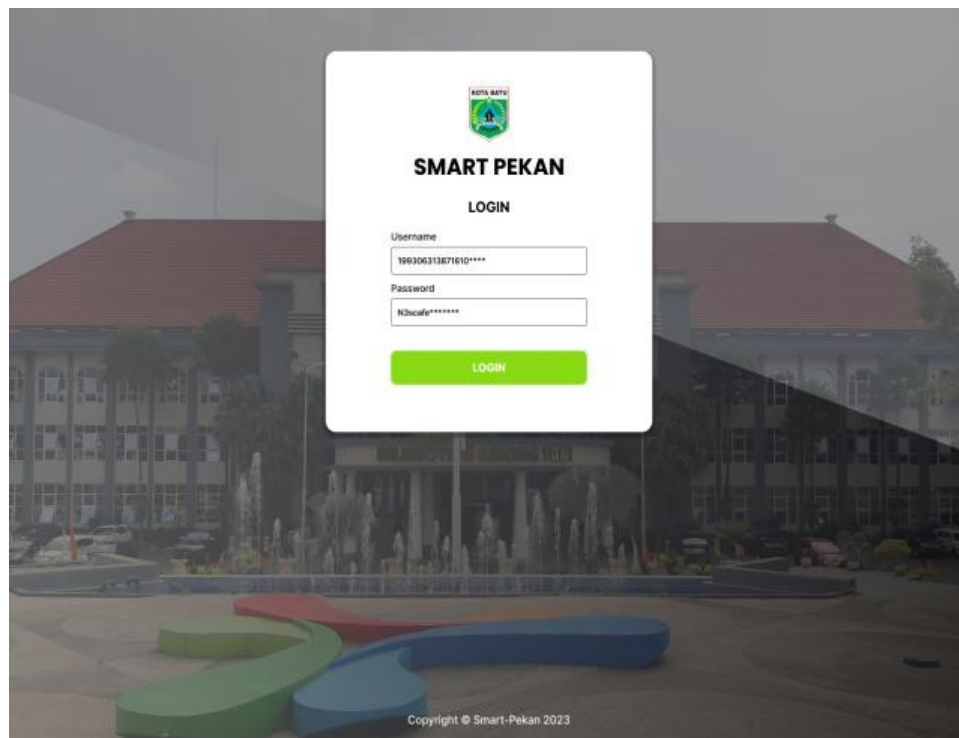 KOTA BATU
SMART PEKAN
LOGIN
Username
199306313871610****
Password
N3scafe*******
LOGIN
Copyright © Smart-Pekan 2023